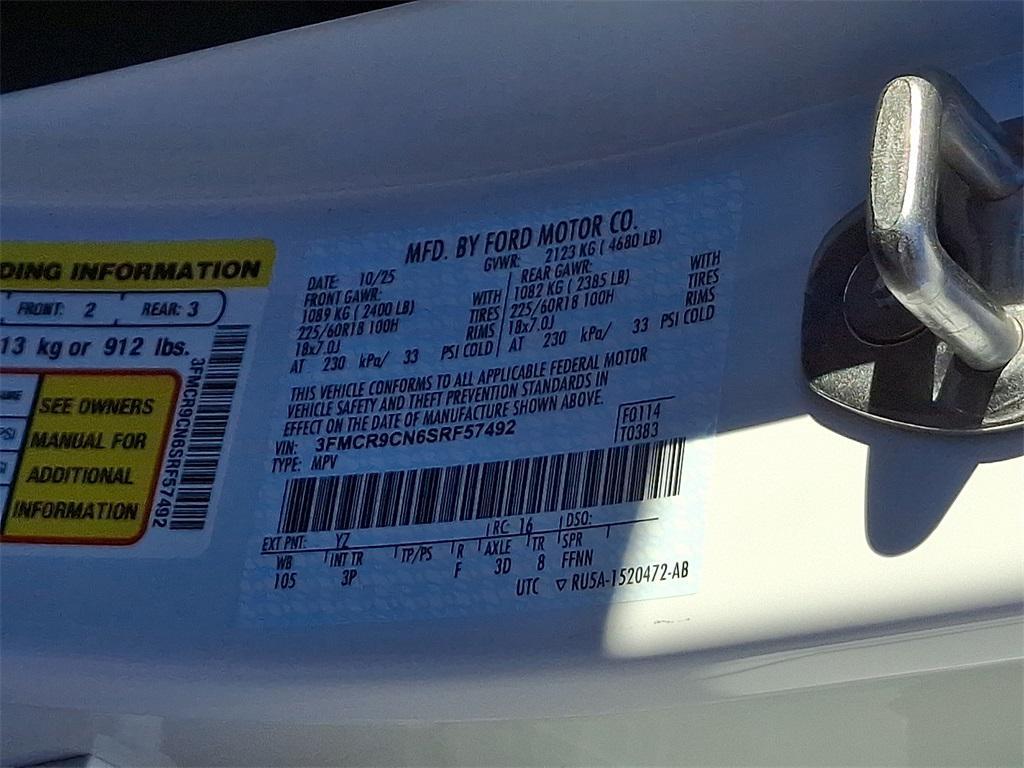 DING INFORMATION
FRONT: 2 REAR: 3
13 kg or 912 lbs.
SEE OWNERS
MANUAL FOR
ADDITIONAL
INFORMATION
3FMCR9CN6SRF57492
MFD. BY FORD MOTOR CO.
DATE: 10/25 GVWR: 2123 KG ( 4680 LB)
FRONT GAWR: REAR GAWR:
1089 KG ( 2400 LB) WITH 1082 KG ( 2385 LB) WITH
225/60R18 100H TIRES 225/60R18 100H TIRES
18x7.0J RIMS 18x7.0J RIMS
AT 230 kPa/ 33 PSI COLD AT 230 kPa/ 33 PSI COLD
THIS VEHICLE CONFORMS TO ALL APPLICABLE FEDERAL MOTOR
VEHICLE SAFETY AND THEFT PREVENTION STANDARDS IN
EFFECT ON THE DATE OF MANUFACTURE SHOWN ABOVE.
VIN: 3FMCR9CN6SRF57492 F0114
TYPE: MPV T0383
EXT PNT: YZ RC: 16 DSO:
WB INT TR TP/PS R AXLE TR SPR
105 3P F 3D 8 FFNN
UTC ▽ RU5A-1520472-AB